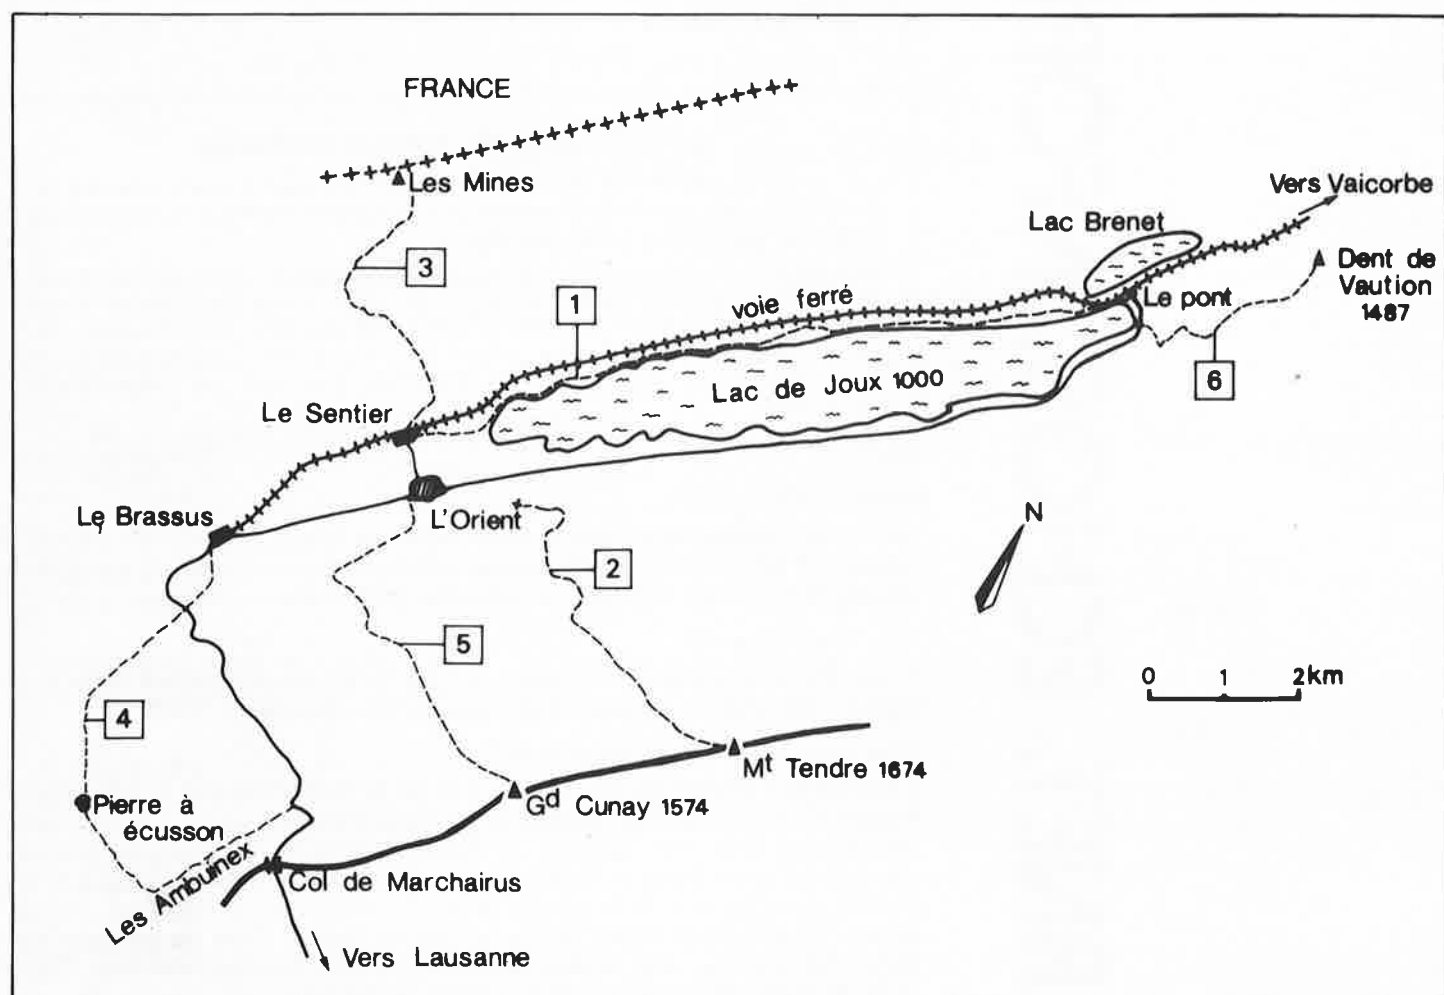 FRANCE
Les Mines
Vers Vaicorbe
Lac Brenet
3
Dent de
Vaution
1487
1
voie ferré
Le pont
6
Lac de Joux 1000
Le Sentier
Le Brassus
L'Orient
N
2
5
0 1 2km
4
Mt Tendre 1674
Gd Cunay 1574
Pierre à
écusson
Les Ambuinex
Col de Marchairus
Vers Lausanne